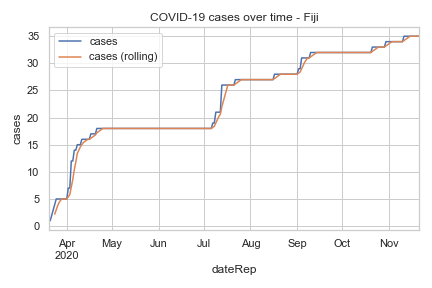 COVID-19 cases over time - Fiji
cases
cases (rolling)
cases
35
30
25
20
15
10
5
0
Apr May Jun Jul Aug Sep Oct Nov
2020
dateRep